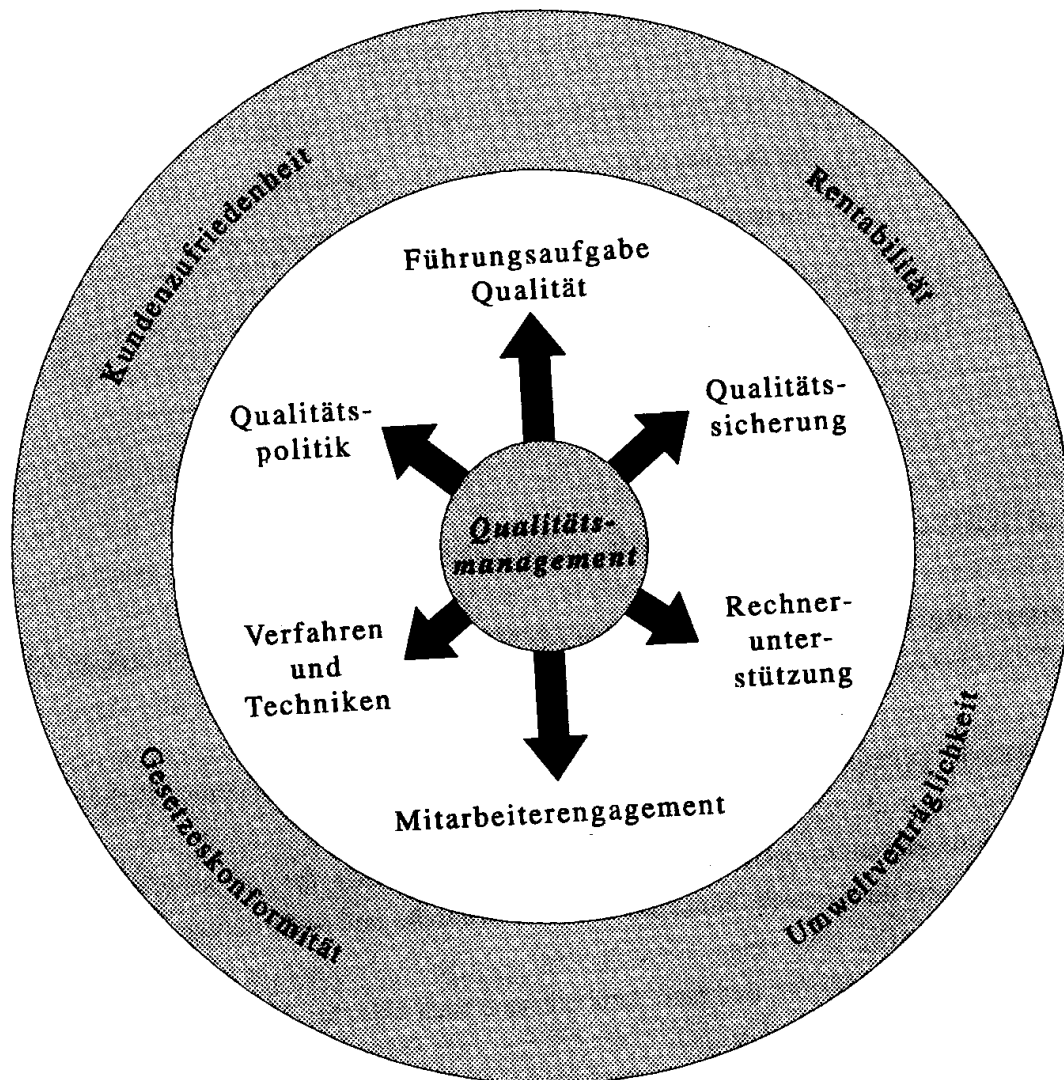 Kundenzufriedenheit
Rentabilität
Führungsaufgabe
Qualität
Qualitäts-
politik
Qualitäts-
sicherung
Qualitäts-
management
Verfahren
und
Techniken
Rechner-
unter-
stützung
Mitarbeiterengagement
Gesetzeskonformität
Umweltverträglichkeit